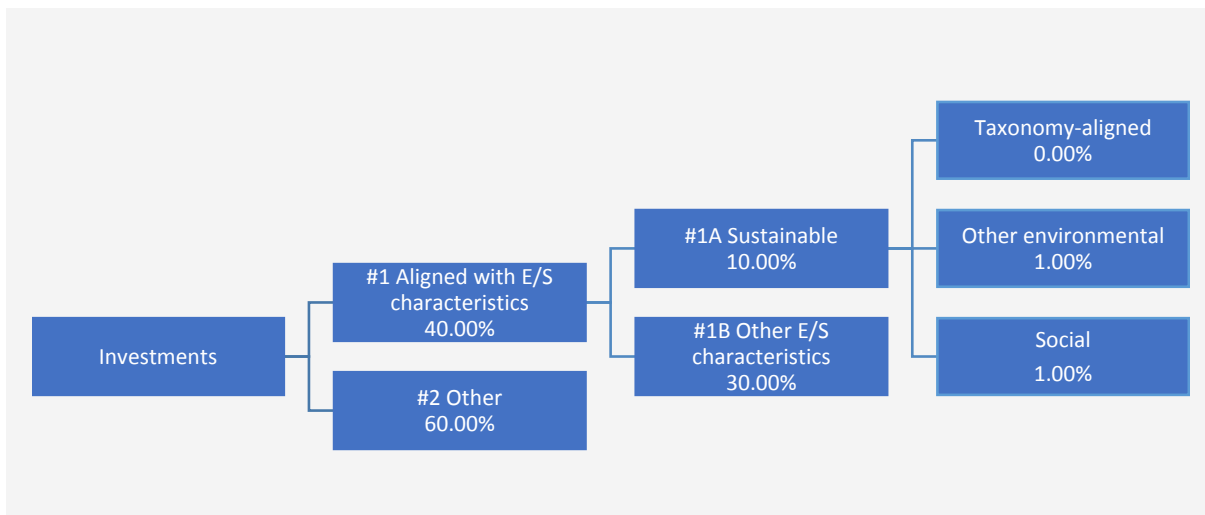 Investments
#1 Aligned with E/S
characteristics
40.00%
#2 Other
60.00%
#1A Sustainable
10.00%
#1B Other E/S
characteristics
30.00%
Taxonomy-aligned
0.00%
Other environmental
1.00%
Social
1.00%